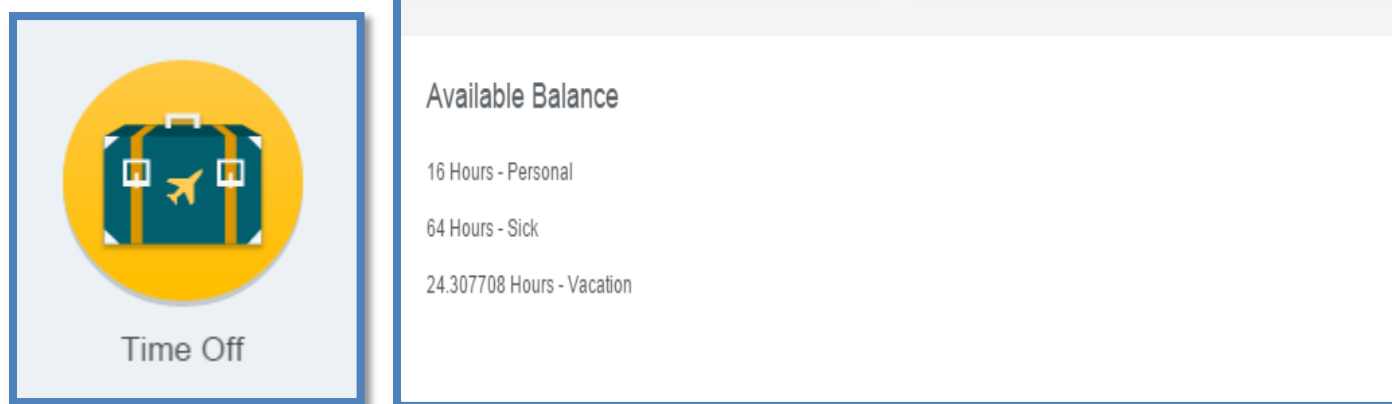 Time Off
Available Balance
16 Hours - Personal
64 Hours - Sick
24.307708 Hours - Vacation